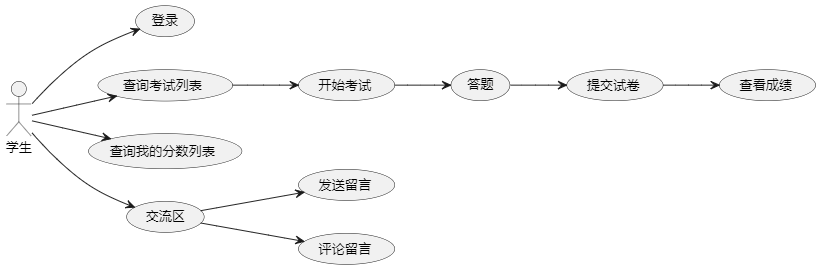 登录
查询考试列表
开始考试
答题
提交试卷
查看成绩
学生
查询我的分数列表
发送留言
交流区
评论留言